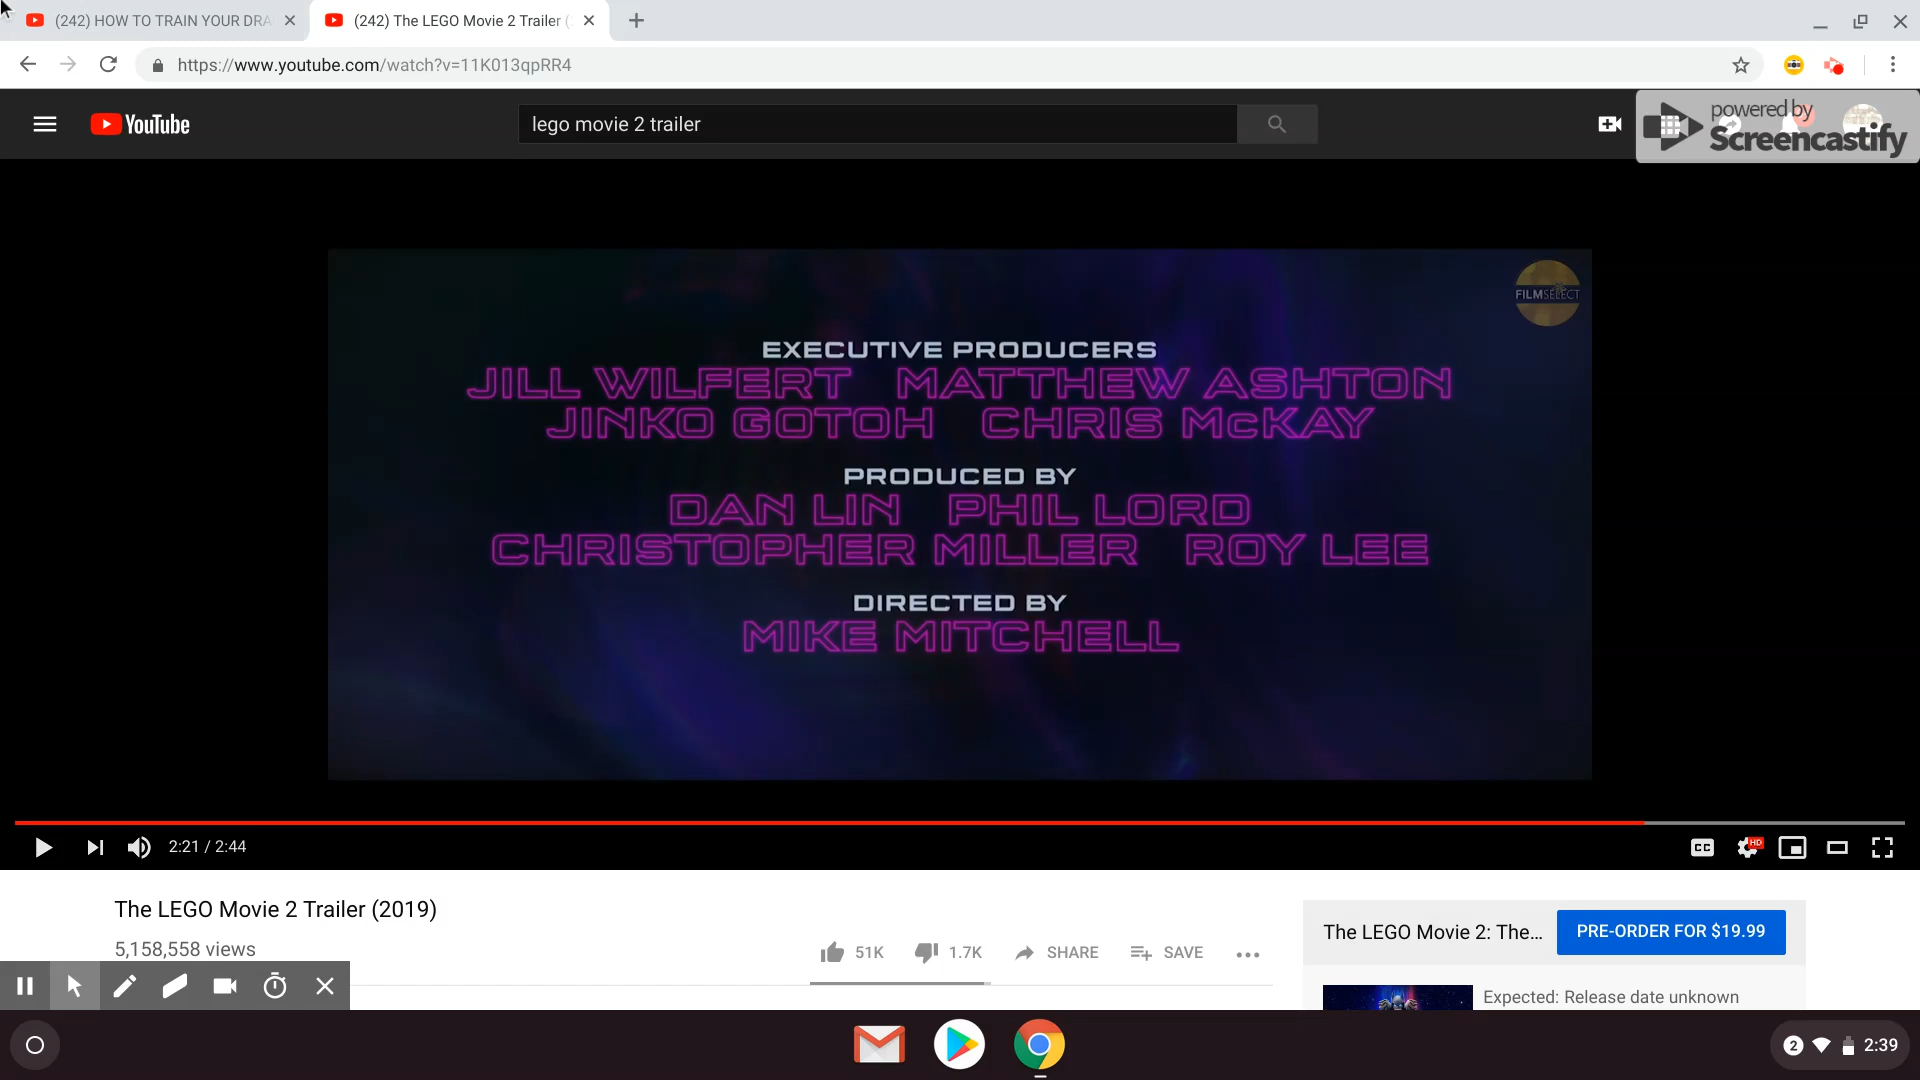 (242) HOW TO TRAIN YOUR DRA
(242) The LEGO Movie 2 Trailer (
https://www.youtube.com/watch?v=11K013qpRR4
YouTube
lego movie 2 trailer
powered by
Screencastify
FILMSELECT
EXECUTIVE PRODUCERS
JILL WILFERT MATTHEW ASHTON
JINKO GOTOH CHRIS McKAY
PRODUCED BY
DAN LIN PHIL LORD
CHRISTOPHER MILLER ROY LEE
DIRECTED BY
MIKE MITCHELL
2:21 / 2:44
CC
HD
The LEGO Movie 2 Trailer (2019)
5,158,558 views
51K
1.7K
SHARE
SAVE
The LEGO Movie 2: The...
PRE-ORDER FOR $19.99
Expected: Release date unknown
2
2:39